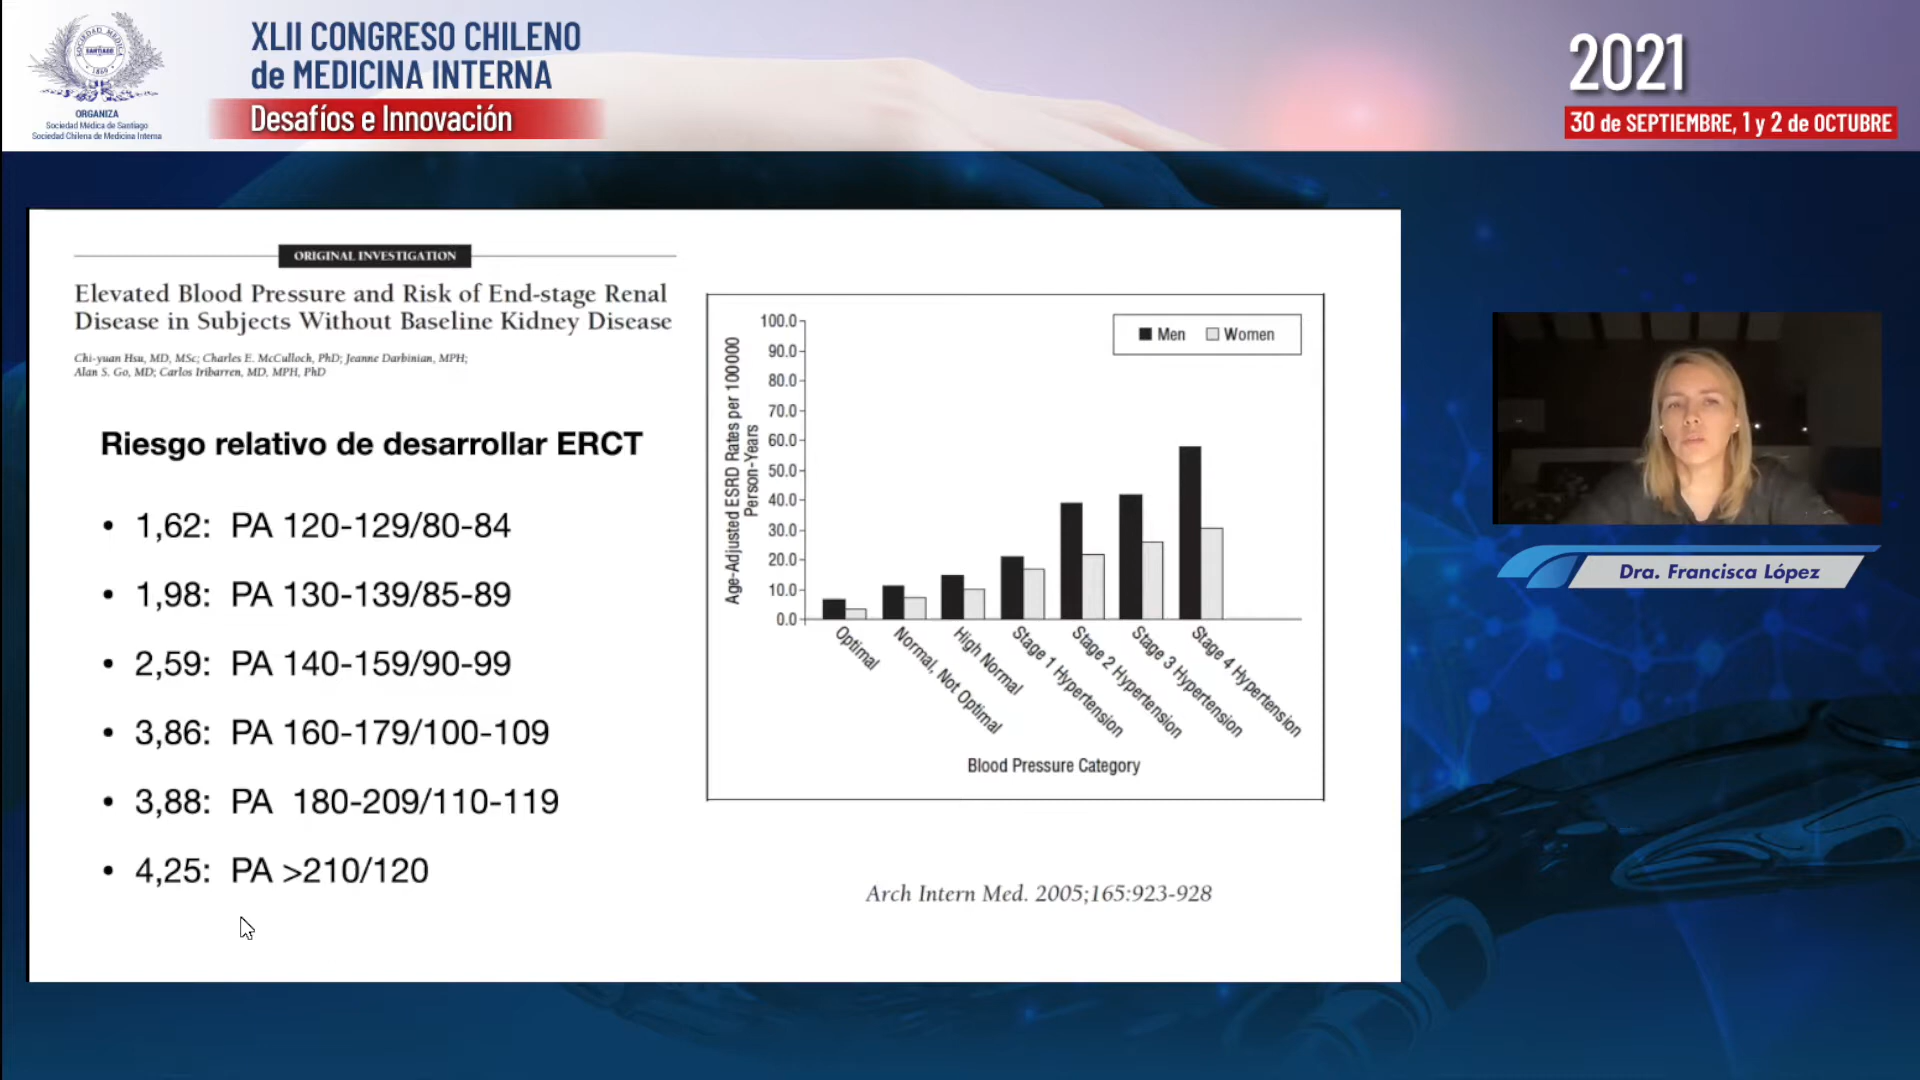 SOCIEDAD MÉDICA DE
SANTIAGO
1869
ORGANIZA
Sociedad Médica de Santiago
Sociedad Chilena de Medicina Interna
XLII CONGRESO CHILENO
de MEDICINA INTERNA
Desafíos e Innovación
2021
30 de SEPTIEMBRE, 1 y 2 de OCTUBRE
ORIGINAL INVESTIGATION
Elevated Blood Pressure and Risk of End-stage Renal
Disease in Subjects Without Baseline Kidney Disease
Chi-yuan Hsu, MD, MSc; Charles E. McCulloch, PhD; Jeanne Darbinian, MPH;
Alan S. Go, MD; Carlos Iribarren, MD, MPH, PhD
Riesgo relativo de desarrollar ERCT
• 1,62: PA 120-129/80-84
• 1,98: PA 130-139/85-89
• 2,59: PA 140-159/90-99
• 3,86: PA 160-179/100-109
• 3,88: PA 180-209/110-119
• 4,25: PA >210/120
Age-Adjusted ESRD Rates per 100000
Person-Years
100.0
90.0
80.0
70.0
60.0
50.0
40.0
30.0
20.0
10.0
0.0
Men
Women
Optimal
Normal, Not Optimal
High Normal
Stage 1 Hypertension
Stage 2 Hypertension
Stage 3 Hypertension
Stage 4 Hypertension
Blood Pressure Category
Arch Intern Med. 2005;165:923-928
Dra. Francisca López